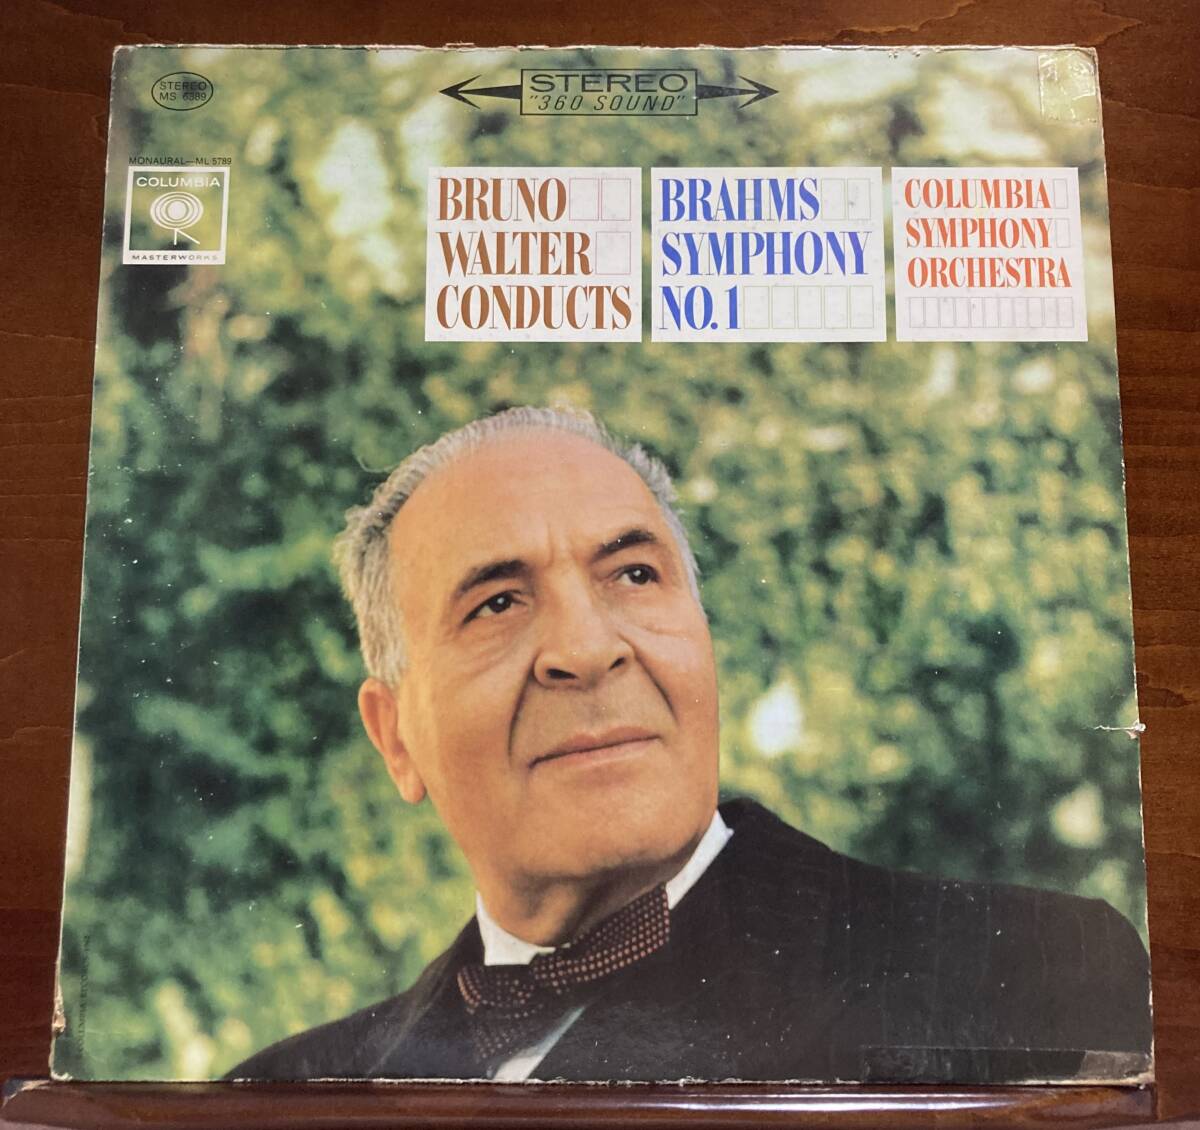 STEREO
MS 6389
STEREO
"360 SOUND"
MONAURAL—ML 5789
COLUMBIA
MASTERWORKS
BRUNO
WALTER
CONDUCTS
BRAHMS
SYMPHONY
NO. 1
COLUMBIA
SYMPHONY
ORCHESTRA